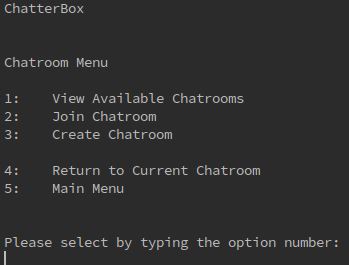 ChatterBox
Chatroom Menu
1: View Available Chatrooms
2: Join Chatroom
3: Create Chatroom
4: Return to Current Chatroom
5: Main Menu
Please select by typing the option number: